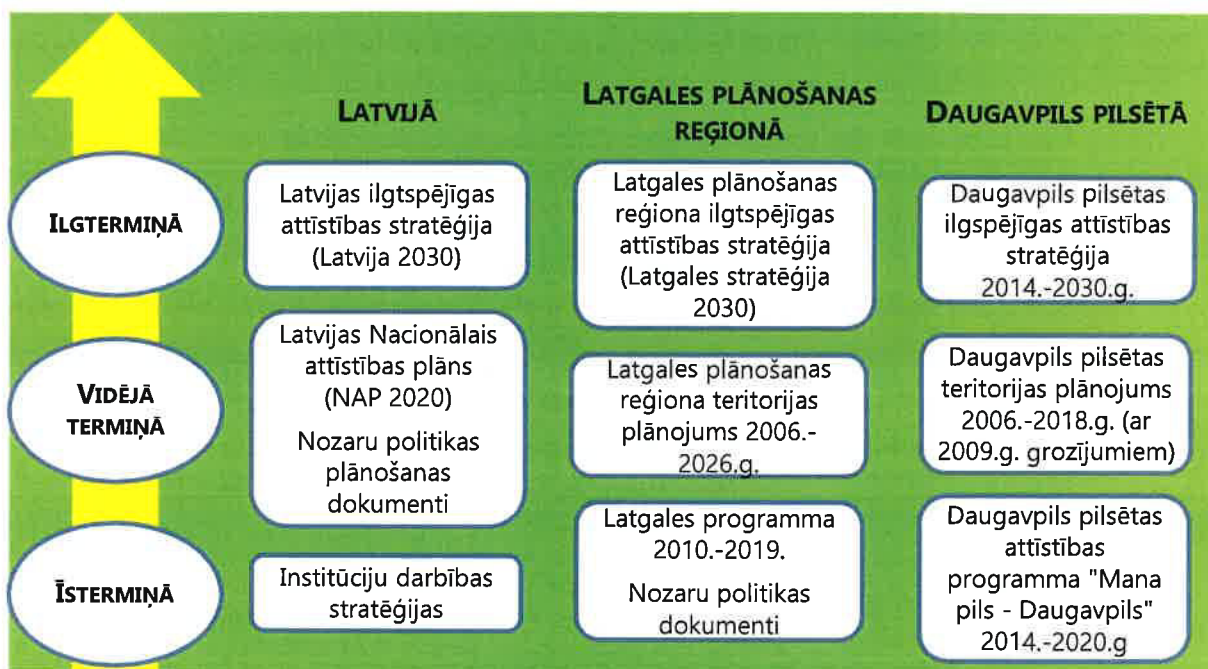 LATVIJĀ
LATGALES PLĀNOŠANAS
REĢIONĀ
DAUGAVPILS PILSĒTĀ
ILGTERMIŅĀ
Latvijas ilgtspējīgas
attīstības stratēģija
(Latvija 2030)
Latgales plānošanas
reģiona ilgtspējīgas
attīstības stratēģija
(Latgales stratēģija
2030)
Daugavpils pilsētas
ilgspējīgas attīstības
stratēģija
2014.-2030.g.
VIDĒJĀ
TERMIŅĀ
Latvijas Nacionālais
attīstības plāns
(NAP 2020)
Nozaru politikas
plānošanas
dokumenti
Latgales plānošanas
reģiona teritorijas
plānojums 2006.-
2026.g.
Daugavpils pilsētas
teritorijas plānojums
2006.-2018.g. (ar
2009.g. grozījumiem)
ĪSTERMIŅĀ
Institūciju darbības
stratēģijas
Latgales programma
2010.-2019.
Nozaru politikas
dokumenti
Daugavpils pilsētas
attīstības
programma "Mana
pils - Daugavpils"
2014.-2020.g